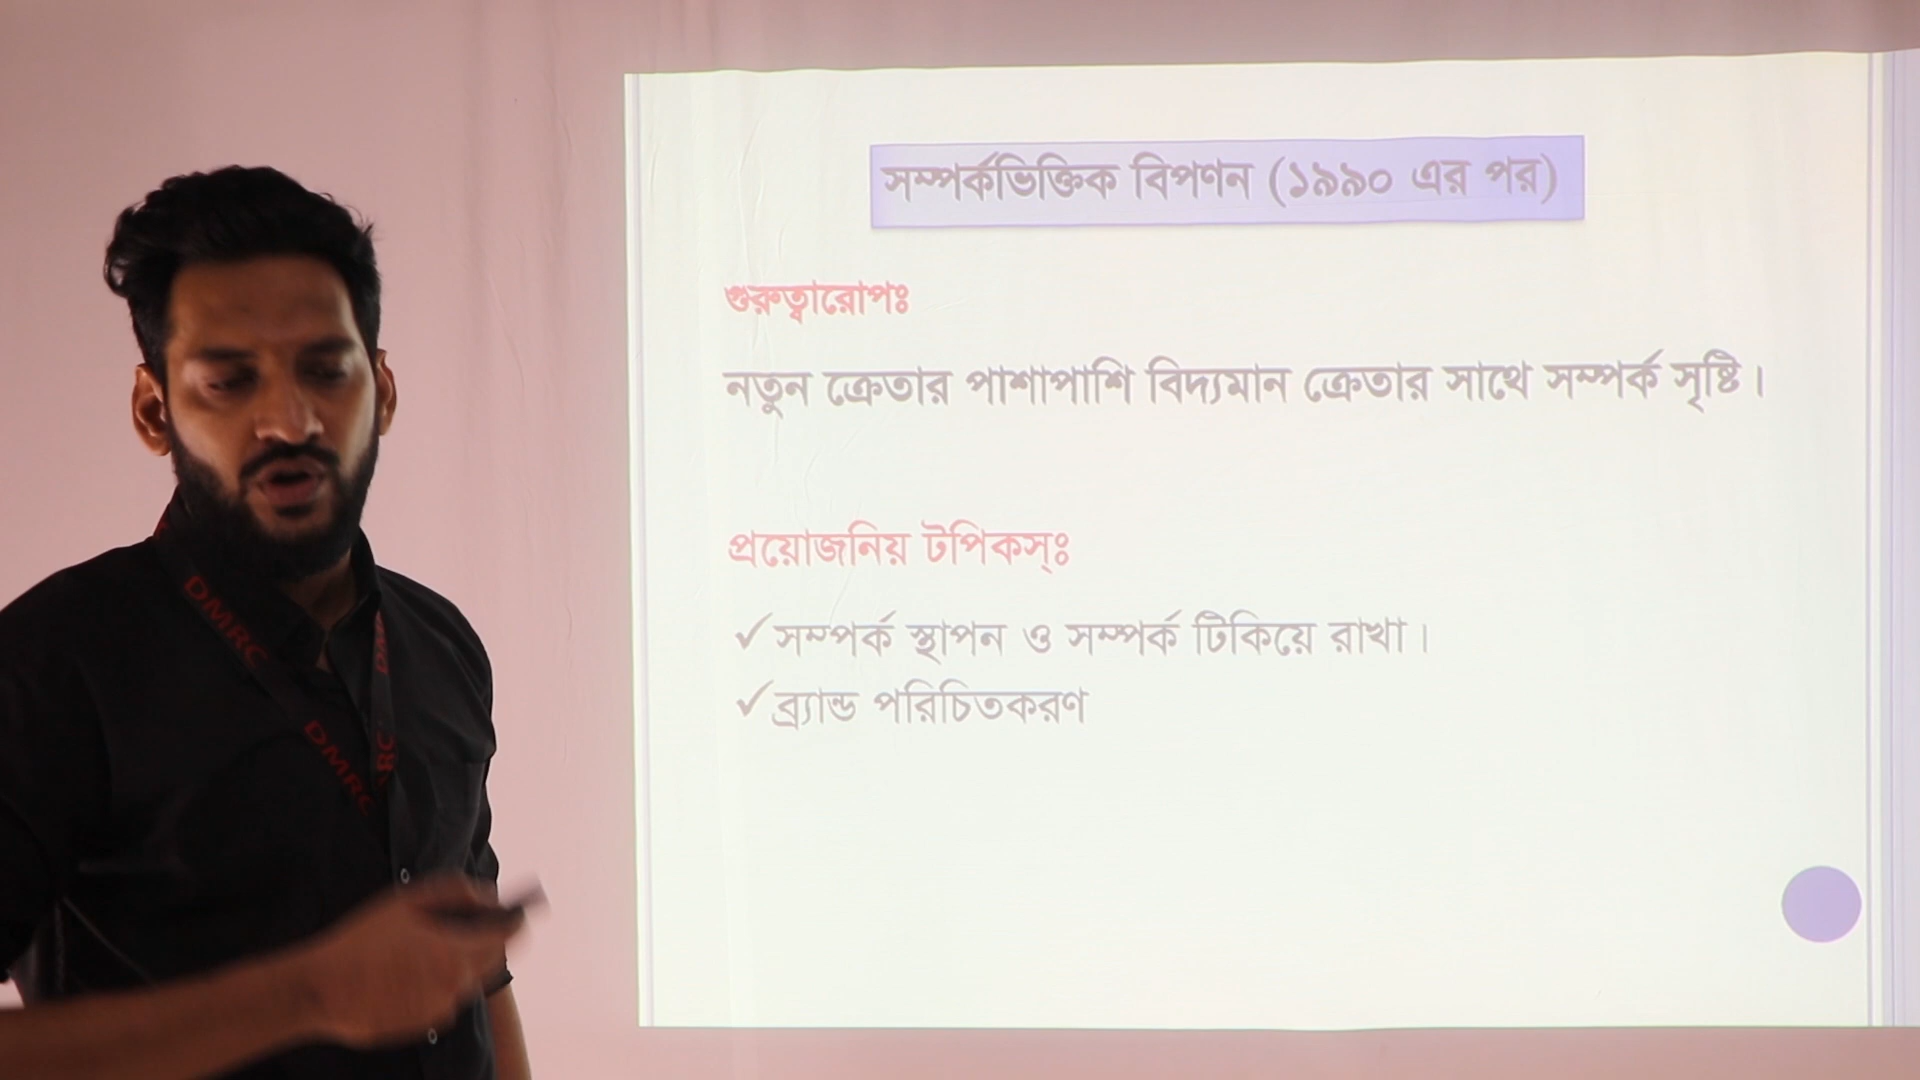 সম্পর্কভিক্তিক বিপণন (১৯৯০ এর পর)
গুরুত্বারোপঃ
নতুন ক্রেতার পাশাপাশি বিদ্যমান ক্রেতার সাথে সম্পর্ক সৃষ্টি।
প্রয়োজনিয় টপিকস্ঃ
✓ সম্পর্ক স্থাপন ও সম্পর্ক টিকিয়ে রাখা।
✓ ব্র্যান্ড পরিচিতকরণ
DMRC
DMRC